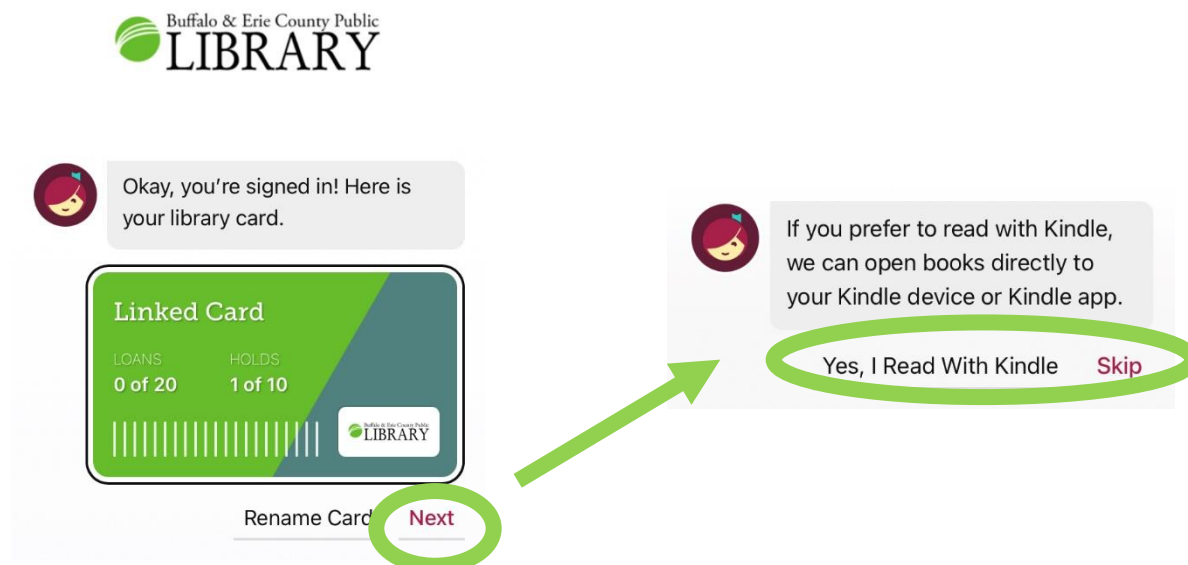 Buffalo & Erie County Public
LIBRARY
Okay, you're signed in! Here is
your library card.
Linked Card
LOANS HOLDS
0 of 20 1 of 10
Buffalo & Erie County Public
LIBRARY
Rename Card Next
If you prefer to read with Kindle,
we can open books directly to
your Kindle device or Kindle app.
Yes, I Read With Kindle Skip